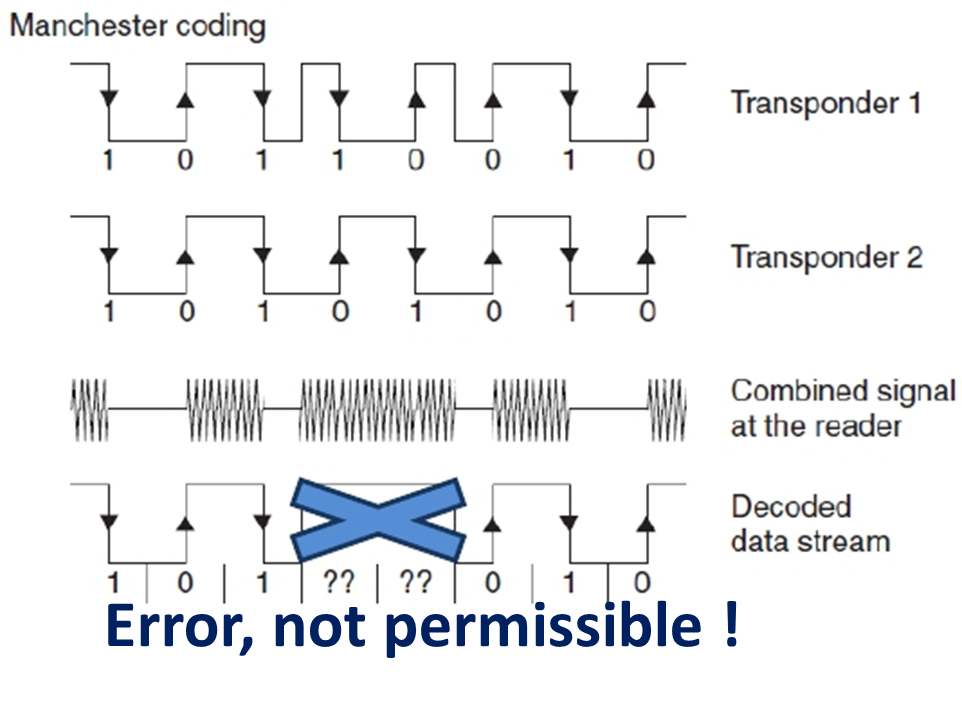 Manchester coding
Transponder 1
1 0 1 1 0 0 1 0
Transponder 2
1 0 1 0 1 0 1 0
Combined signal
at the reader
Decoded
data stream
1 0 1 ?? ?? 0 1 0
Error, not permissible !